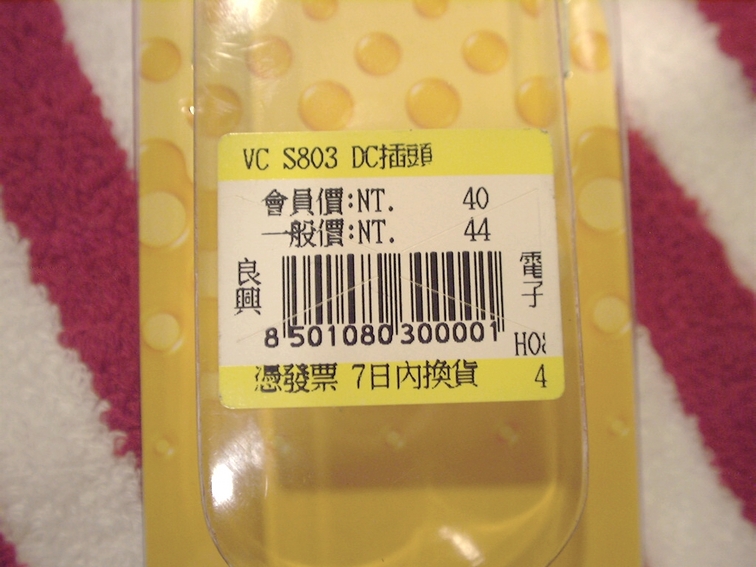 VC S803 DC插頭
會員價:NT. 40
一般價:NT. 44
良興
電子
8 501080 300001
HO8
憑發票 7日內換貨
4